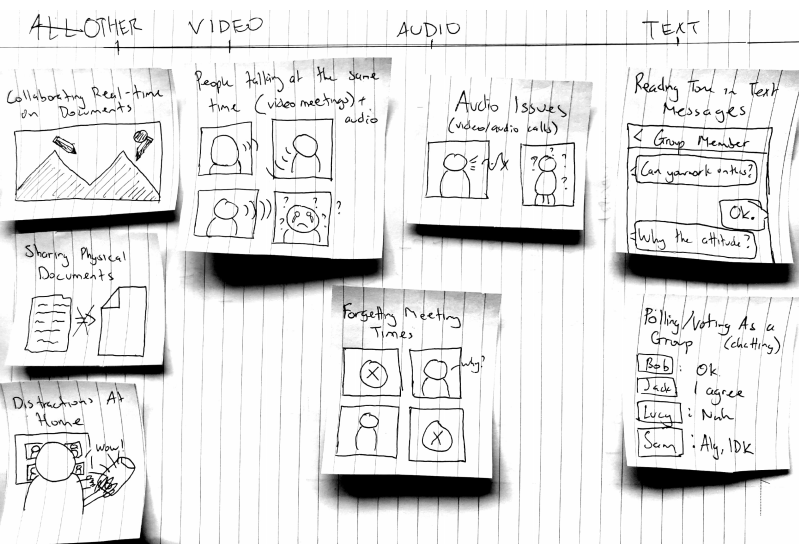 ALL OTHER
VIDEO
AUDIO
TEXT
Collaborating Real-time
on Documents
Sharing Physical
Documents
Distractions At
Home
Wow!
People talking at the same
time (video meetings) +
audio
? ? ?
? ?
? ?
Audio Issues
(video/audio calls)
? ?
? ?
? ?
Forgetting Meeting
Times
X
Why?
X
Reading Tone in Text
Messages
< Group Member
Can you work on this?
Ok.
Why the attitude?
Polling/Voting As a
Group (chatting)
Bob : Ok
Jack : I agree
Lucy : Nah
Sam : IDK